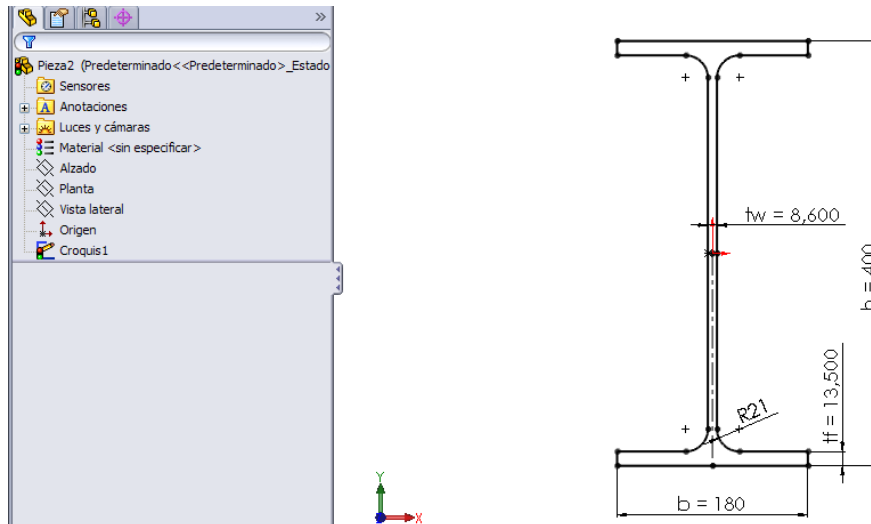 »
Pieza2 (Predeterminado<<Predeterminado>_Estado
Sensores
A Anotaciones
Luces y cámaras
Material <sin especificar>
Alzado
Planta
Vista lateral
Origen
Croquis1
tw = 8,600
h = 400
tf = 13,500
R21
b = 180
Y
X